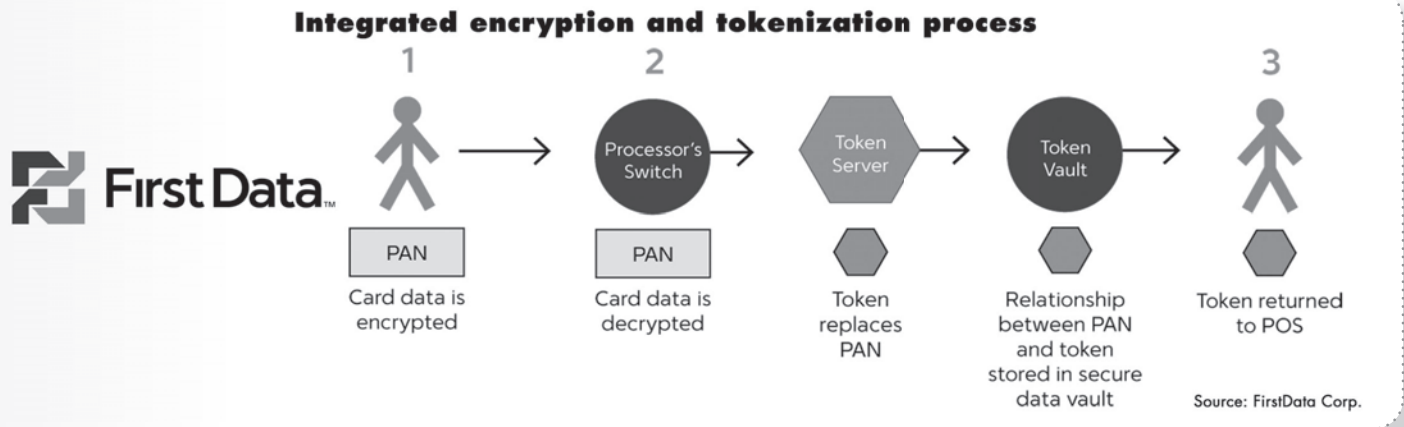 Integrated encryption and tokenization process
1
2
3
First Data™
Processor's
Switch
Token
Server
Token
Vault
PAN
PAN
Card data is
encrypted
Card data is
decrypted
Token
replaces
PAN
Relationship
between PAN
and token
stored in secure
data vault
Token returned
to POS
Source: FirstData Corp.